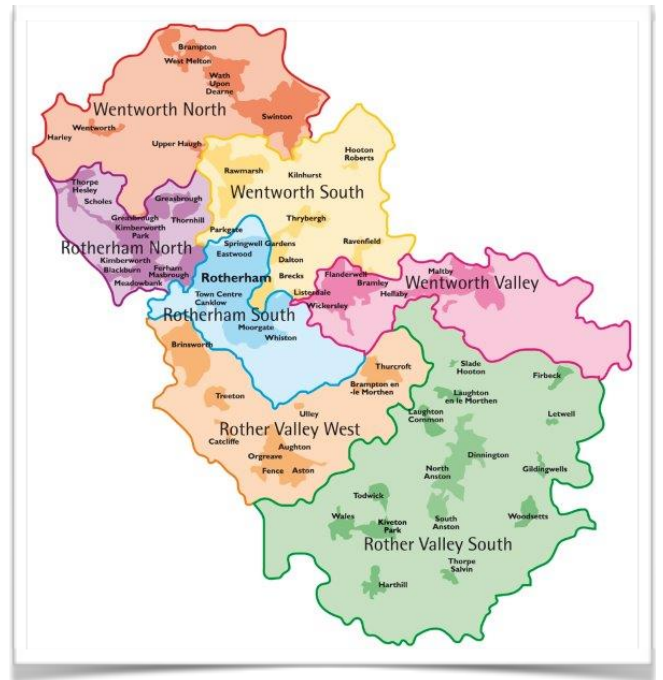 Brampton
West Melton
Wath
Upon
Dearne
Wentworth North
Swinton
Wentworth
Harley
Upper Haugh
Hooton
Roberts
Rawmarsh
Kilnhurst
Wentworth South
Thorpe
Hesley
Scholes
Greasbrough
Greasbrough
Kimberworth
Park
Thornhill
Rotherham North
Kimberworth
Blackburn
Meadowbank
Ferham
Masbrough
Thrybergh
Parkgate
Springwell Gardens
Eastwood
Ravenfield
Dalton
Rotherham
Brecks
Listerdale
Town Centre
Canklow
Rotherham South
Moorgate
Whiston
Flanderwell
Bramley
Hellaby
Wickersley
Maltby
Wentworth Valley
Brinsworth
Thurcroft
Brampton en
-le Morthen
Treeton
Ulley
Rother Valley West
Catcliffe
Aughton
Orgreave
Fence
Aston
Slade
Hooton
Firbeck
Laughton
en le Morthen
Laughton
Common
Letwell
Dinnington
North
Anston
Gildingwells
Todwick
Wales
Kiveton
Park
South
Anston
Woodsetts
Rother Valley South
Thorpe
Salvin
Harthill